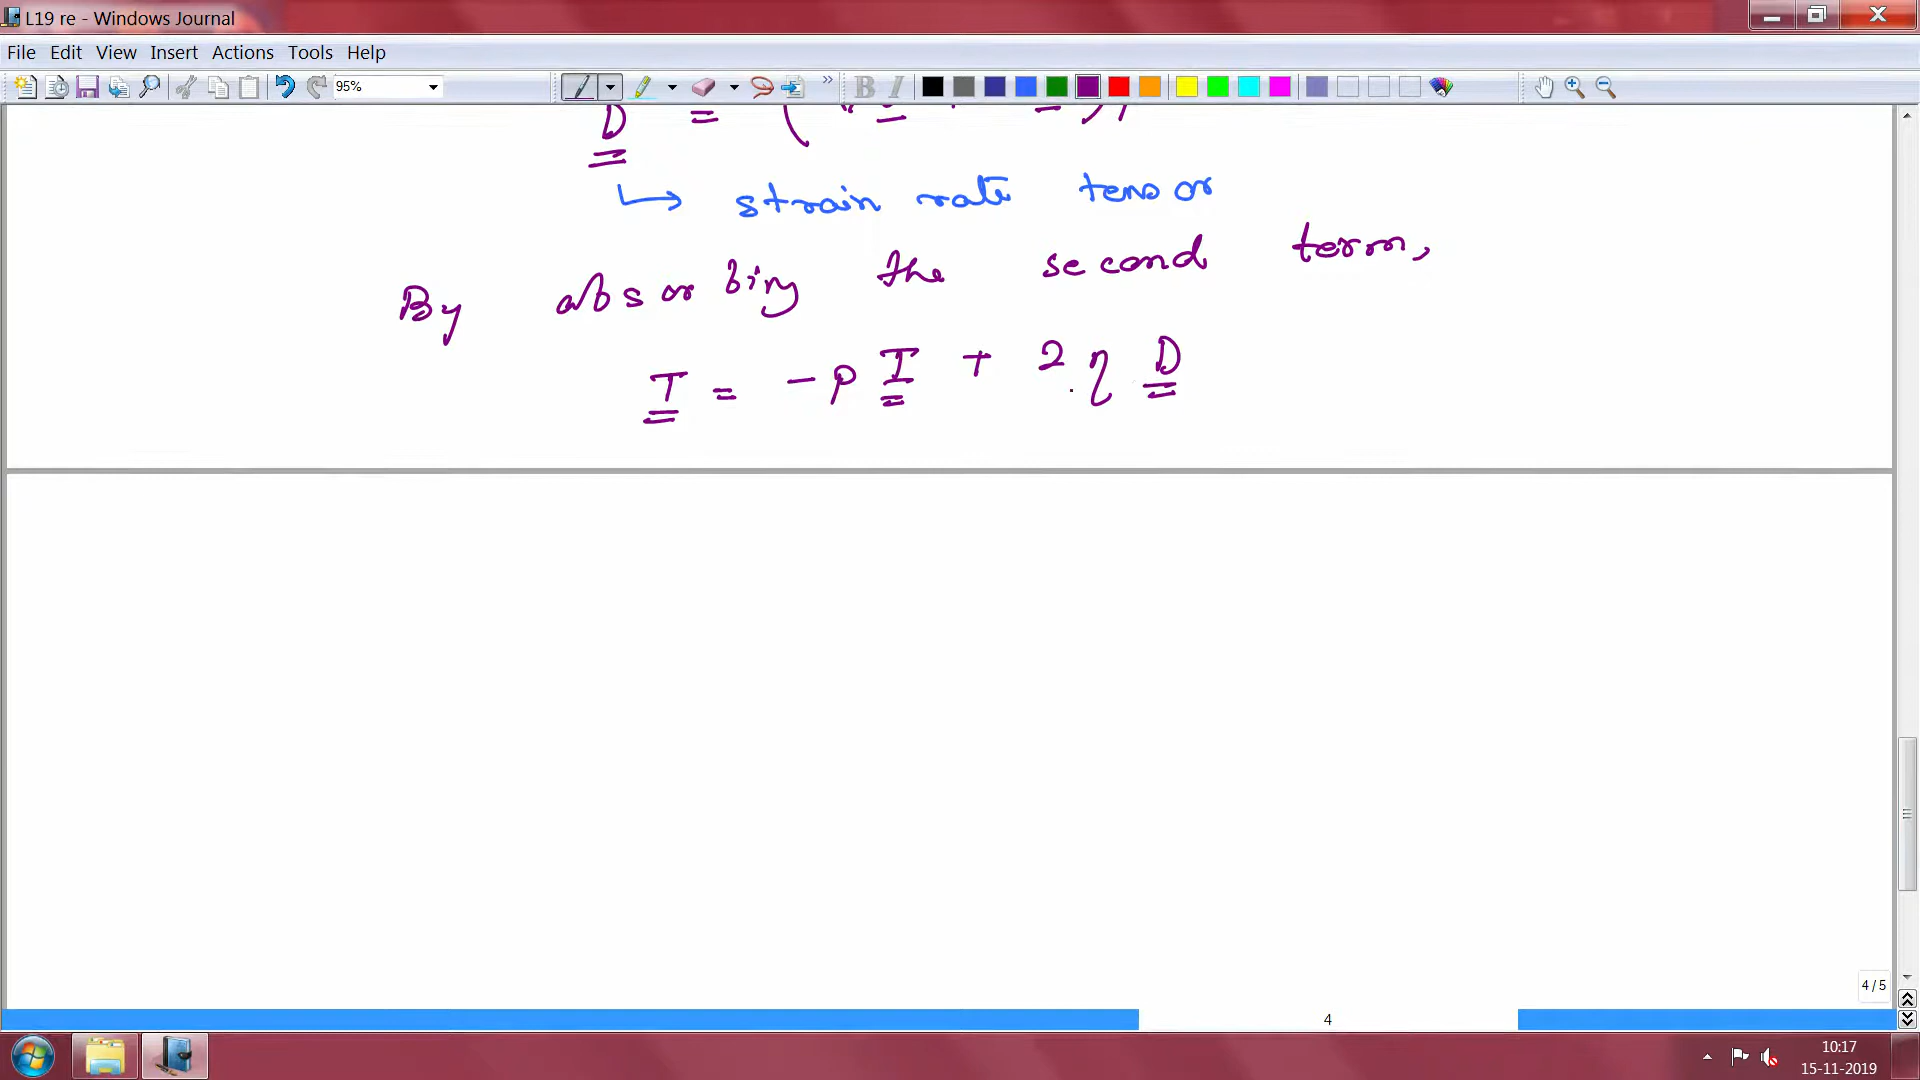 L19 re - Windows Journal
File Edit View Insert Actions Tools Help
95% B I
D =
↳ strain rate tensor
By absorbing the second term,
T = -p I + 2 η D
4 / 5
4
10:17
15-11-2019